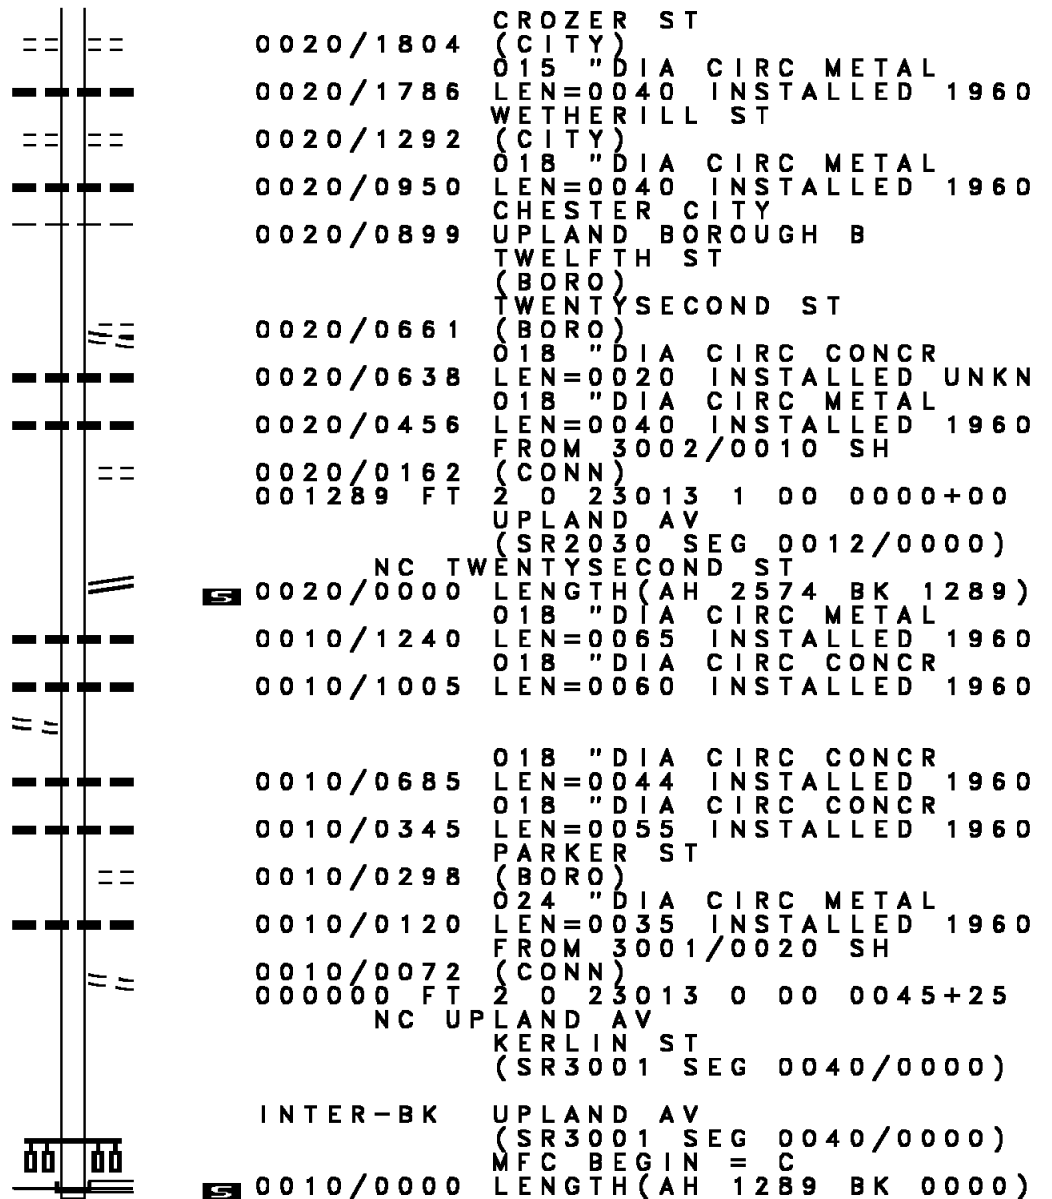 CROZER ST
0020/1804 (CITY)
015 "DIA CIRC METAL
0020/1786 LEN=0040 INSTALLED 1960
WETHERILL ST
0020/1292 (CITY)
018 "DIA CIRC METAL
0020/0950 LEN=0040 INSTALLED 1960
CHESTER CITY
0020/0899 UPLAND BOROUGH B
TWELFTH ST
(BORO)
TWENTYSECOND ST
0020/0661 (BORO)
018 "DIA CIRC CONCR
0020/0638 LEN=0020 INSTALLED UNKN
018 "DIA CIRC METAL
0020/0456 LEN=0040 INSTALLED 1960
FROM 3002/0010 SH
0020/0162 (CONN)
001289 FT 2 0 23013 1 00 0000+00
UPLAND AV
(SR2030 SEG 0012/0000)
NC TWENTYSECOND ST
S 0020/0000 LENGTH(AH 2574 BK 1289)
018 "DIA CIRC METAL
0010/1240 LEN=0065 INSTALLED 1960
018 "DIA CIRC CONCR
0010/1005 LEN=0060 INSTALLED 1960
018 "DIA CIRC CONCR
0010/0685 LEN=0044 INSTALLED 1960
018 "DIA CIRC CONCR
0010/0345 LEN=0055 INSTALLED 1960
PARKER ST
0010/0298 (BORO)
024 "DIA CIRC METAL
0010/0120 LEN=0035 INSTALLED 1960
FROM 3001/0020 SH
0010/0072 (CONN)
000000 FT 2 0 23013 0 00 0045+25
NC UPLAND AV
KERLIN ST
(SR3001 SEG 0040/0000)
INTER-BK UPLAND AV
(SR3001 SEG 0040/0000)
MFC BEGIN = C
S 0010/0000 LENGTH(AH 1289 BK 0000)